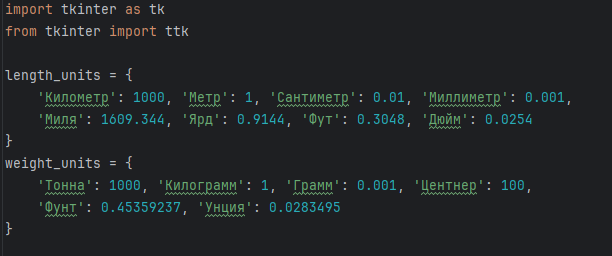 import tkinter as tk
from tkinter import ttk
length_units = {
'Километр': 1000, 'Метр': 1, 'Сантиметр': 0.01, 'Миллиметр': 0.001,
'Миля': 1609.344, 'Ярд': 0.9144, 'Фут': 0.3048, 'Дюйм': 0.0254
}
weight_units = {
'Тонна': 1000, 'Килограмм': 1, 'Грамм': 0.001, 'Центнер': 100,
'Фунт': 0.45359237, 'Унция': 0.0283495
}